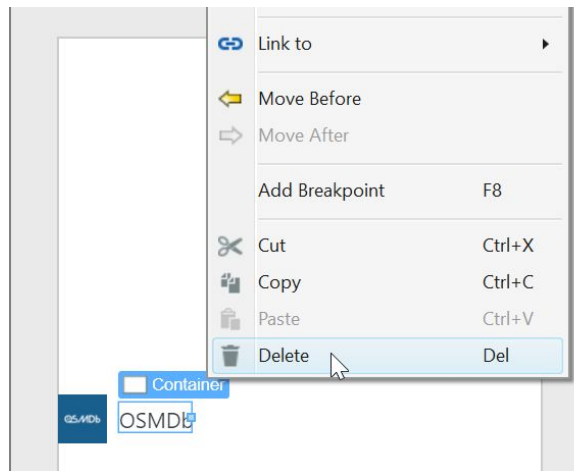 Link to
Move Before
Move After
Add Breakpoint F8
Cut Ctrl+X
Copy Ctrl+C
Paste Ctrl+V
Delete Del
Container
OSMDb OSMDb